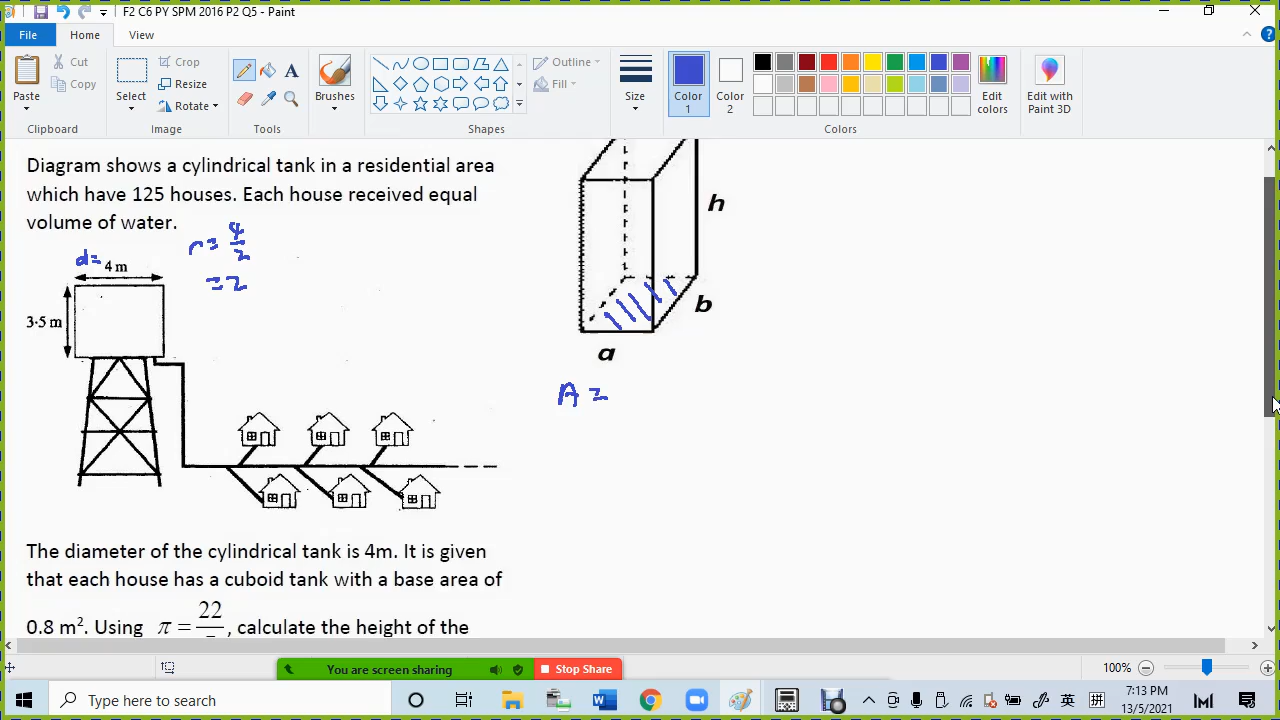 F2 C6 PY SPM 2016 P2 Q5 - Paint
File Home View
Paste
Cut
Copy
Clipboard
Select
Crop
Resize
Rotate
Image
A
Tools
Brushes
Outline
Fill
Shapes
Size
Color 1
Color 2
Edit colors
Edit with Paint 3D
Colors
Diagram shows a cylindrical tank in a residential area
which have 125 houses. Each house received equal
volume of water.
r = 4/2
= 2
d=
4 m
3·5 m
h
b
a
A =
The diameter of the cylindrical tank is 4m. It is given
that each house has a cuboid tank with a base area of
0.8 m². Using π = 22 , calculate the height of the
You are screen sharing
Stop Share
100%
Type here to search
英
拼
7:13 PM
13/5/2021